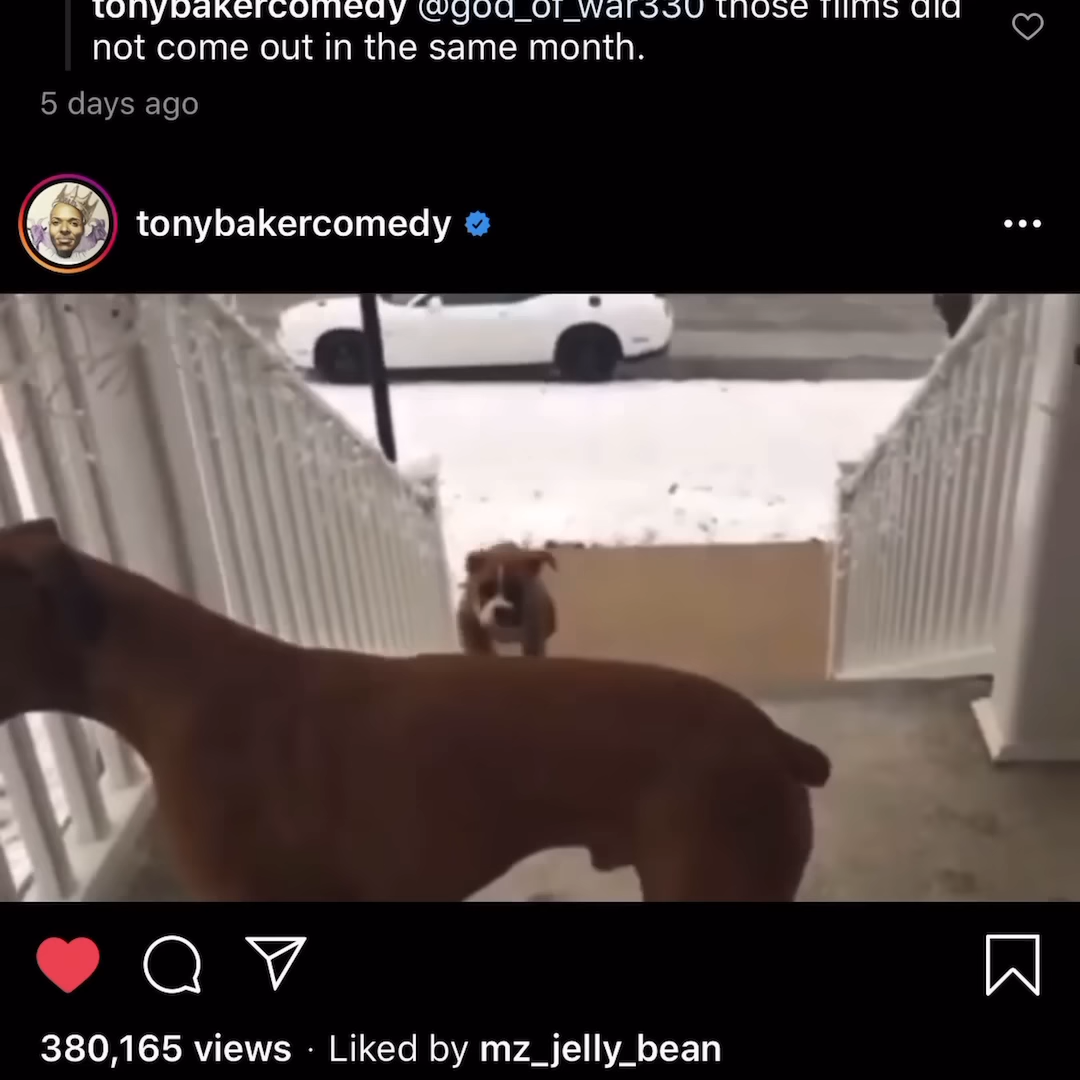 tonybakercomedy @god_of_war330 those films did
not come out in the same month.
5 days ago
tonybakercomedy
380,165 views · Liked by mz_jelly_bean